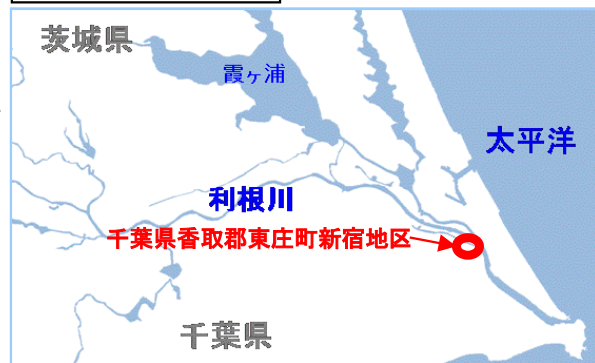 茨城県
霞ヶ浦
太平洋
利根川
千葉県香取郡東庄町新宿地区
千葉県